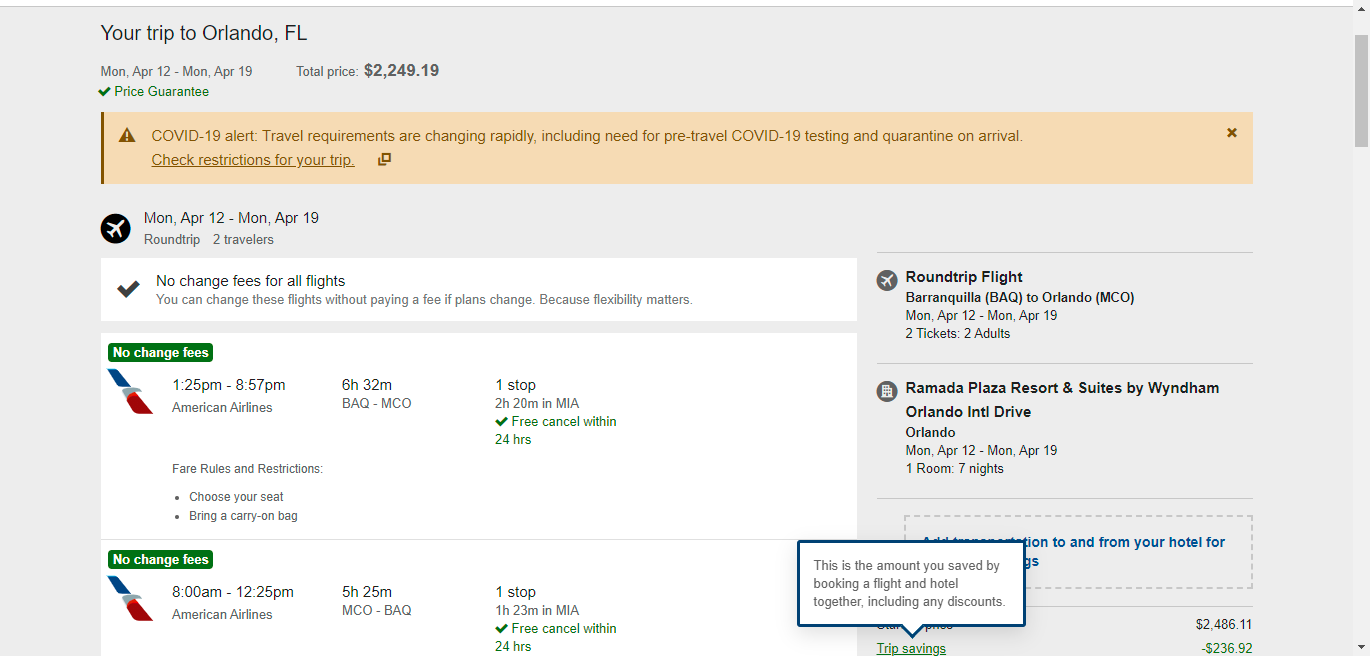 Your trip to Orlando, FL
Mon, Apr 12 - Mon, Apr 19 Total price: $2,249.19
Price Guarantee
COVID-19 alert: Travel requirements are changing rapidly, including need for pre-travel COVID-19 testing and quarantine on arrival.
Check restrictions for your trip.
Mon, Apr 12 - Mon, Apr 19
Roundtrip 2 travelers
No change fees for all flights
You can change these flights without paying a fee if plans change. Because flexibility matters.
No change fees
1:25pm - 8:57pm 6h 32m 1 stop
American Airlines BAQ - MCO 2h 20m in MIA
Free cancel within
24 hrs
Fare Rules and Restrictions:
Choose your seat
Bring a carry-on bag
No change fees
8:00am - 12:25pm 5h 25m 1 stop
American Airlines MCO - BAQ 1h 23m in MIA
Free cancel within
24 hrs
Roundtrip Flight
Barranquilla (BAQ) to Orlando (MCO)
Mon, Apr 12 - Mon, Apr 19
2 Tickets: 2 Adults
Ramada Plaza Resort & Suites by Wyndham
Orlando Intl Drive
Orlando
Mon, Apr 12 - Mon, Apr 19
1 Room: 7 nights
to and from your hotel for
This is the amount you saved by
booking a flight and hotel
together, including any discounts.
$2,486.11
Trip savings -$236.92